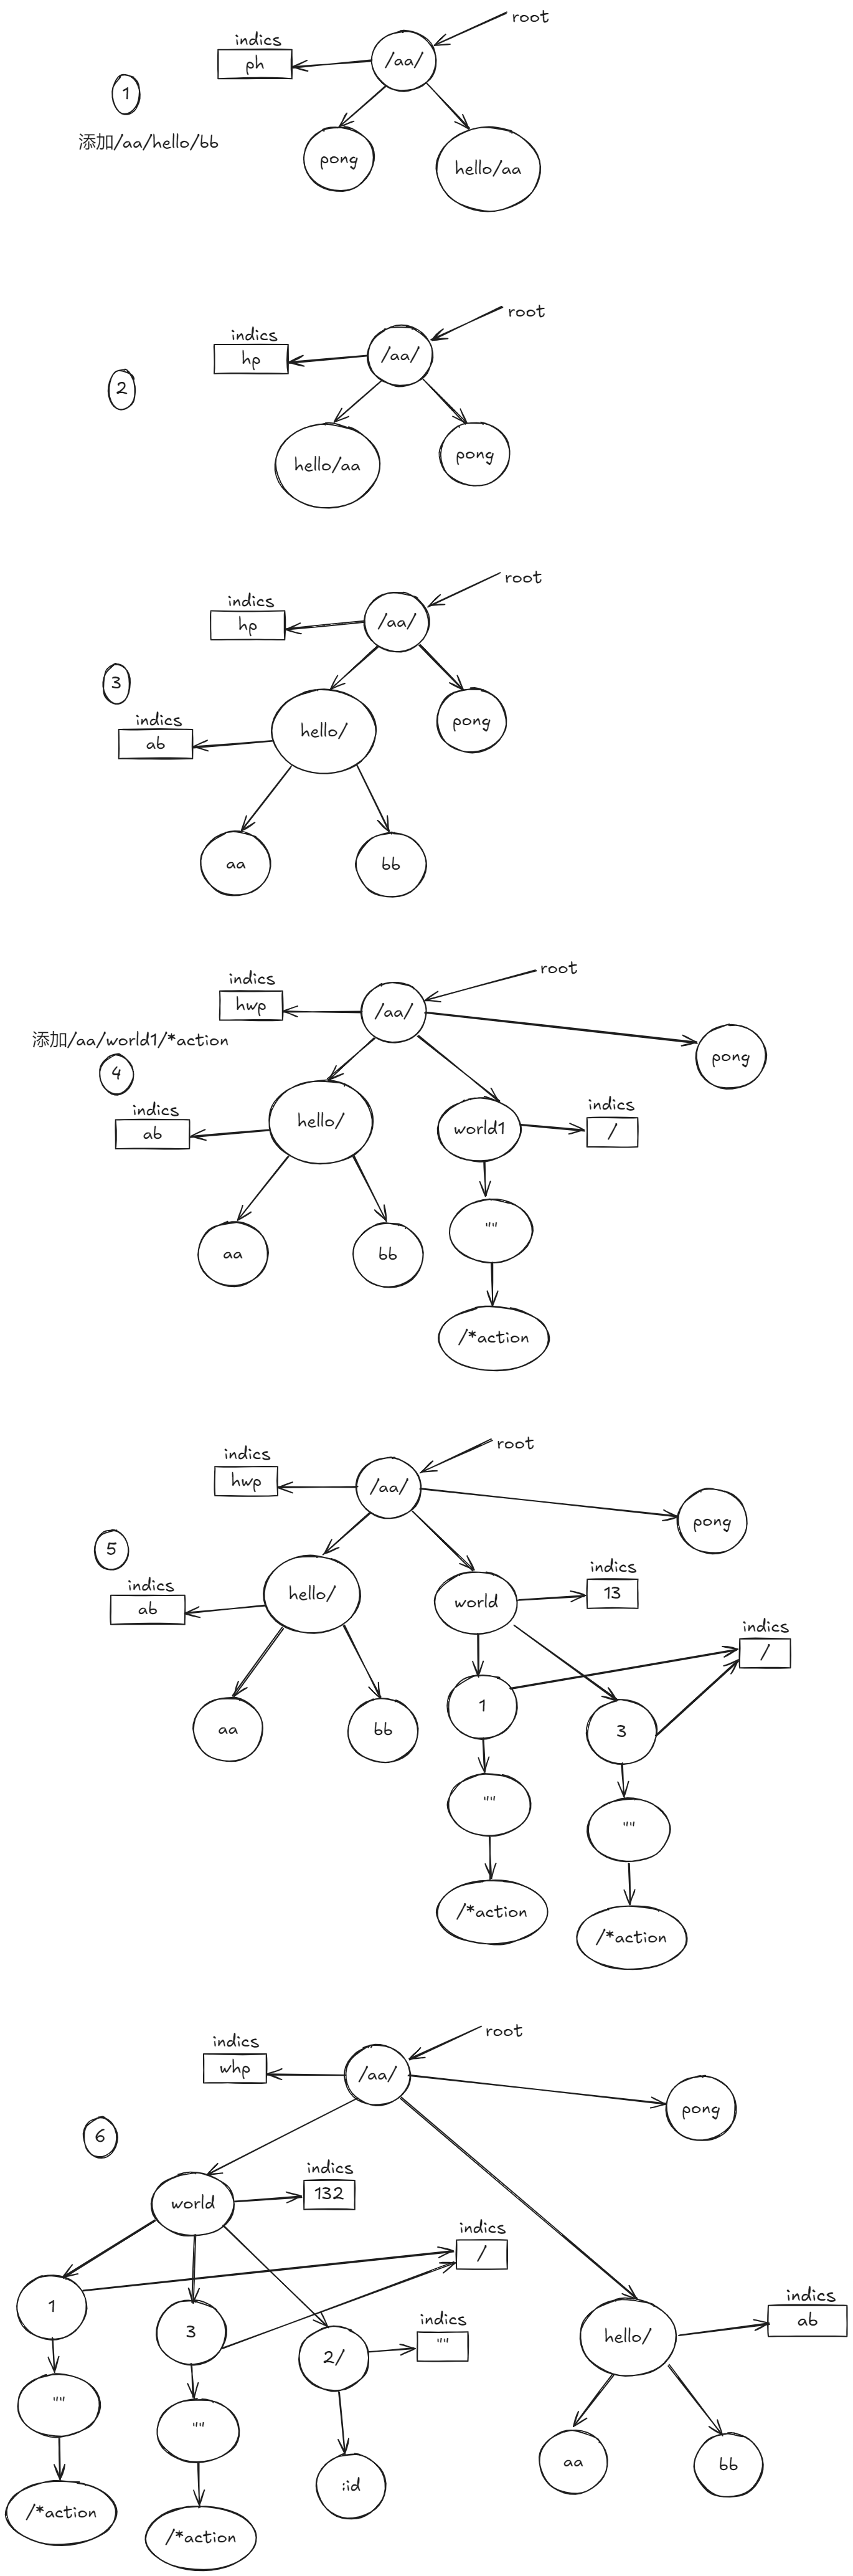 root
indics
ph
/aa/
1
添加/aa/hello/bb
pong
hello/aa
root
indics
hp
/aa/
2
hello/aa
pong
root
indics
hp
/aa/
3
indics
ab
hello/
pong
aa
bb
root
indics
hwp
/aa/
添加/aa/world1/*action
4
pong
indics
ab
hello/
world1
indics
/
""
aa
bb
/*action
root
indics
hwp
/aa/
pong
5
indics
ab
hello/
world
indics
13
indics
/
1
3
aa
bb
""
""
/*action
/*action
root
indics
whp
/aa/
pong
6
world
indics
132
indics
/
1
3
2/
indics
""
hello/
indics
ab
""
""
:id
aa
bb
/*action
/*action